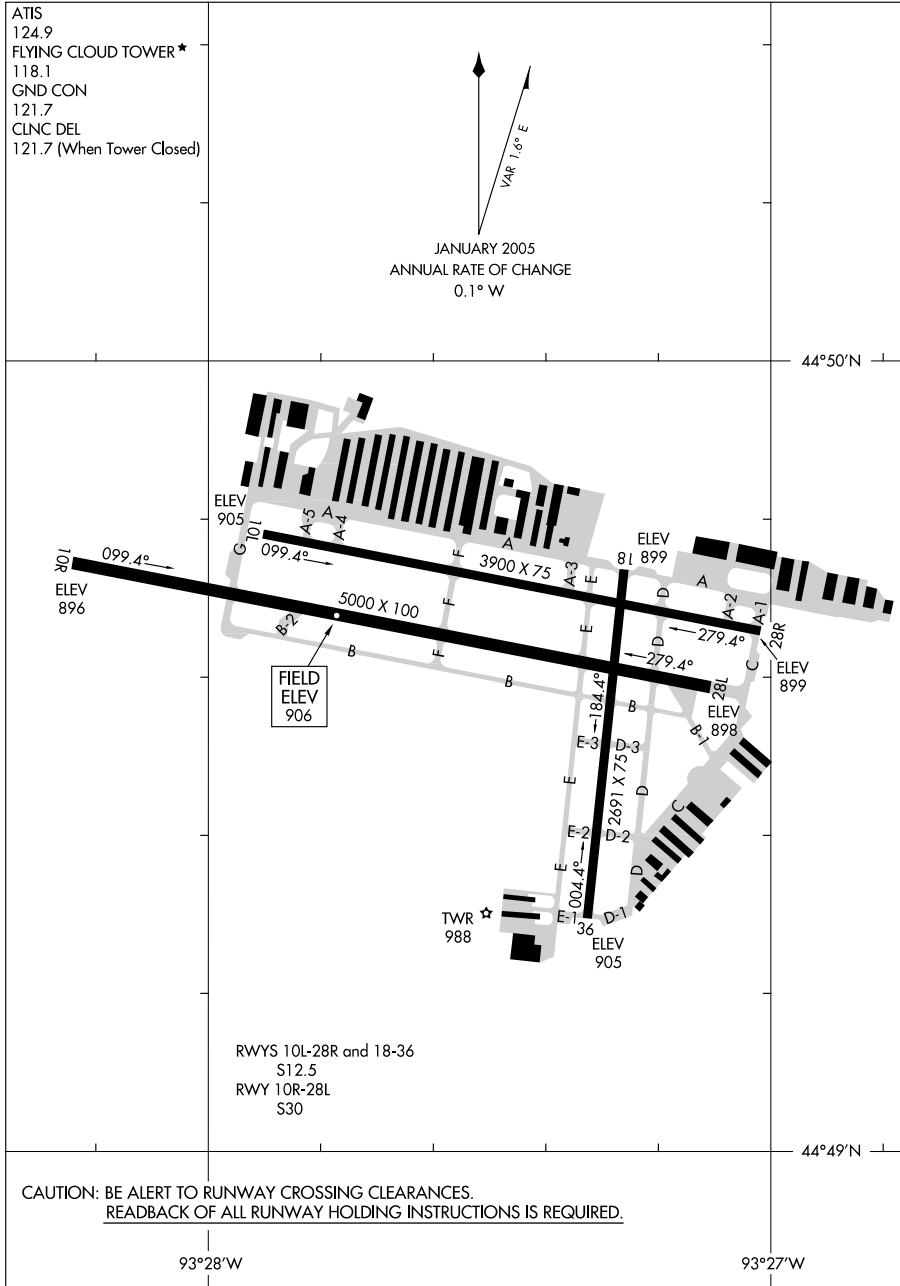 ATIS
124.9
FLYING CLOUD TOWER★
118.1
GND CON
121.7
CLNC DEL
121.7 (When Tower Closed)
VAR 1.6° E
JANUARY 2005
ANNUAL RATE OF CHANGE
0.1° W
44°50'N
ELEV
905
10L
099.4°
A-5
A
A-4
F
A
3900 X 75
A-3
E
18
ELEV
899
D
A
A-2
A-1
28R
279.4°
ELEV
899
10R
099.4°
ELEV
896
G
5000 X 100
F
E
D
279.4°
C
B-2
B
F
B
28L
ELEV
898
FIELD
ELEV
906
184.4°
B
B-1
E-3
D-3
E
2691 X 75
D
C
E-2
D-2
E
004.4°
D
TWR
988
E-1
36
D-1
ELEV
905
RWYS 10L-28R and 18-36
S12.5
RWY 10R-28L
S30
44°49'N
CAUTION: BE ALERT TO RUNWAY CROSSING CLEARANCES.
READBACK OF ALL RUNWAY HOLDING INSTRUCTIONS IS REQUIRED.
93°28'W
93°27'W